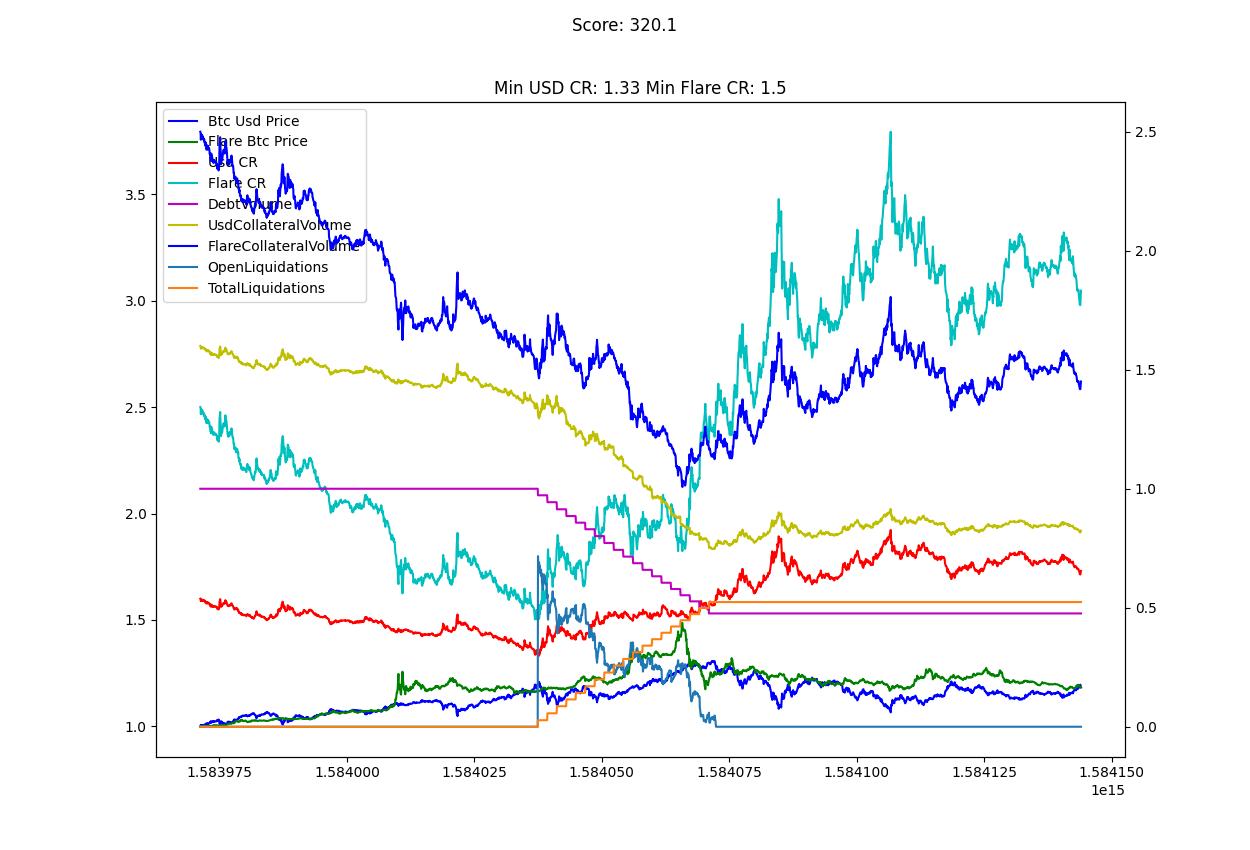 Score: 320.1
Min USD CR: 1.33 Min Flare CR: 1.5
Btc Usd Price
Flare Btc Price
Usd CR
Flare CR
DebtVolume
UsdCollateralVolume
FlareCollateralVolume
OpenLiquidations
TotalLiquidations
3.5
3.0
2.5
2.0
1.5
1.0
2.5
2.0
1.5
1.0
0.5
0.0
1.583975
1.584000
1.584025
1.584050
1.584075
1.584100
1.584125
1.584150
1e15